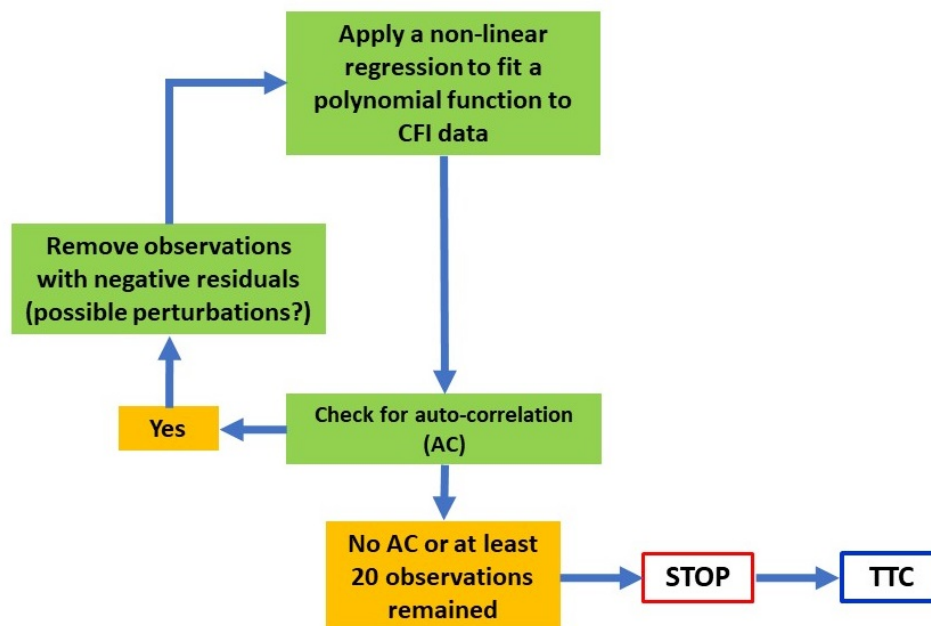 Apply a non-linear
regression to fit a
polynomial function to
CFI data
Remove observations
with negative residuals
(possible perturbations?)
Yes
Check for auto-correlation
(AC)
No AC or at least
20 observations
remained
STOP
TTC